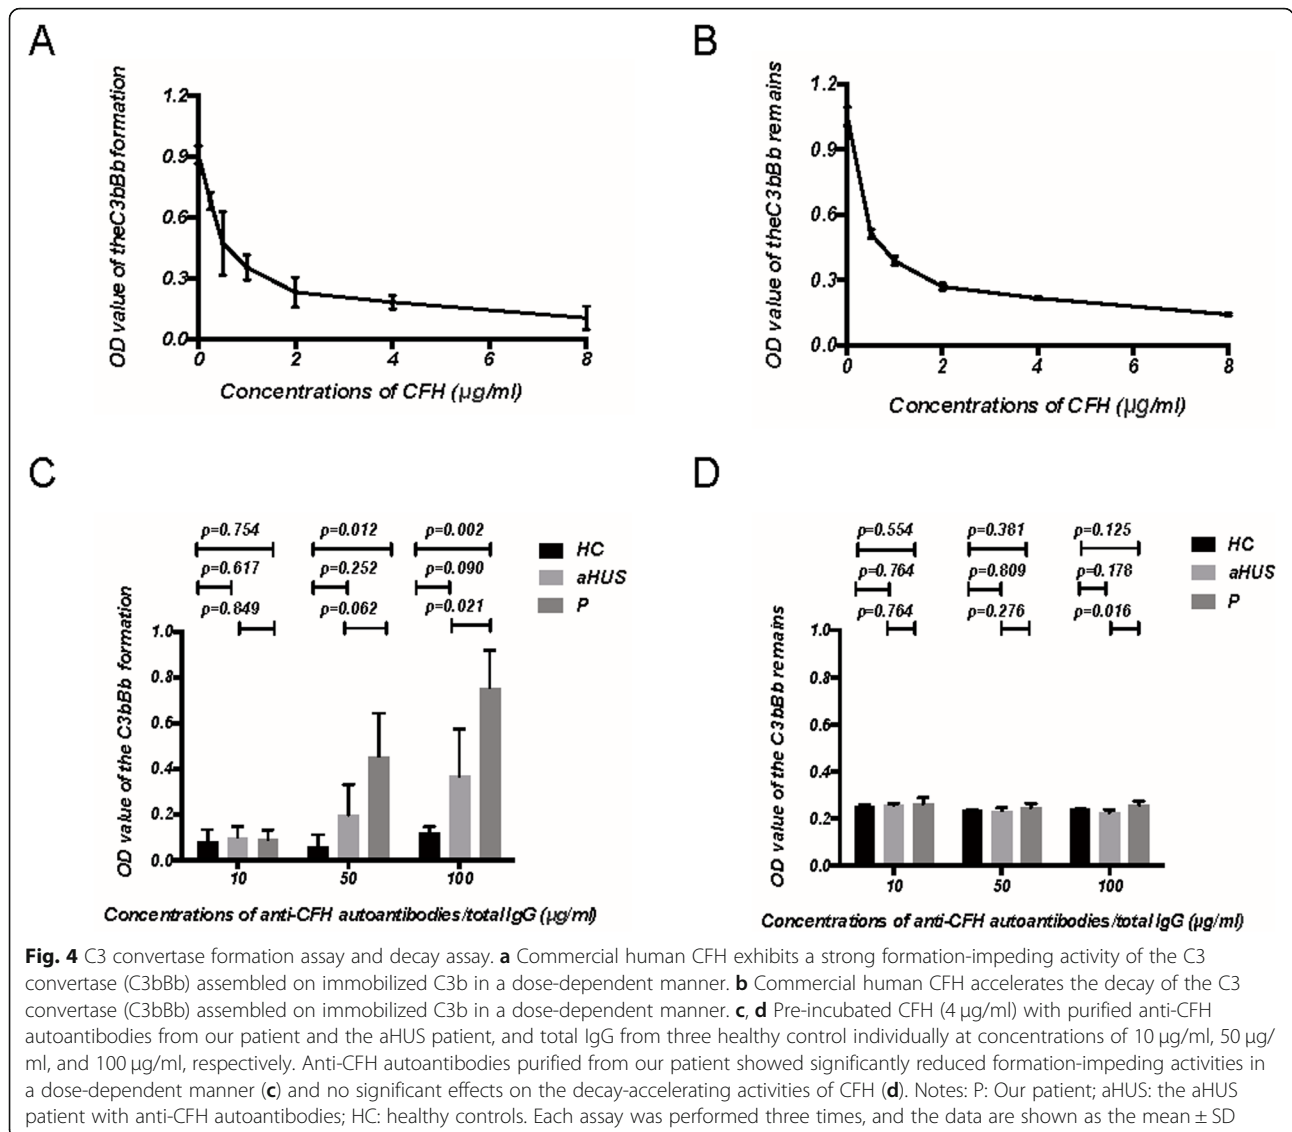 A
OD value of theC3bBb formation
1.2
0.9
0.6
0.3
0.0
0
2
4
6
8
Concentrations of CFH (µg/ml)
B
OD value of theC3bBb remains
1.2
0.9
0.6
0.3
0.0
0
2
4
6
8
Concentrations of CFH (µg/ml)
C
p=0.754 p=0.012 p=0.002
p=0.617 p=0.252 p=0.090
p=0.849 p=0.062 p=0.021
HC
aHUS
P
OD value of the C3bBb formation
1.0
0.8
0.6
0.4
0.2
0.0
10
50
100
Concentrations of anti-CFH autoantibodies/total IgG (µg/ml)
D
p=0.554 p=0.381 p=0.125
p=0.764 p=0.809 p=0.178
p=0.764 p=0.276 p=0.016
HC
aHUS
P
OD value of the C3bBb remains
1.0
0.8
0.6
0.4
0.2
0.0
10
50
100
Concentrations of anti-CFH autoantibodies/total IgG (µg/ml)
Fig. 4 C3 convertase formation assay and decay assay. a Commercial human CFH exhibits a strong formation-impeding activity of the C3
convertase (C3bBb) assembled on immobilized C3b in a dose-dependent manner. b Commercial human CFH accelerates the decay of the C3
convertase (C3bBb) assembled on immobilized C3b in a dose-dependent manner. c, d Pre-incubated CFH (4 µg/ml) with purified anti-CFH
autoantibodies from our patient and the aHUS patient, and total IgG from three healthy control individually at concentrations of 10 µg/ml, 50 µg/
ml, and 100 µg/ml, respectively. Anti-CFH autoantibodies purified from our patient showed significantly reduced formation-impeding activities in
a dose-dependent manner (c) and no significant effects on the decay-accelerating activities of CFH (d). Notes: P: Our patient; aHUS: the aHUS
patient with anti-CFH autoantibodies; HC: healthy controls. Each assay was performed three times, and the data are shown as the mean ± SD